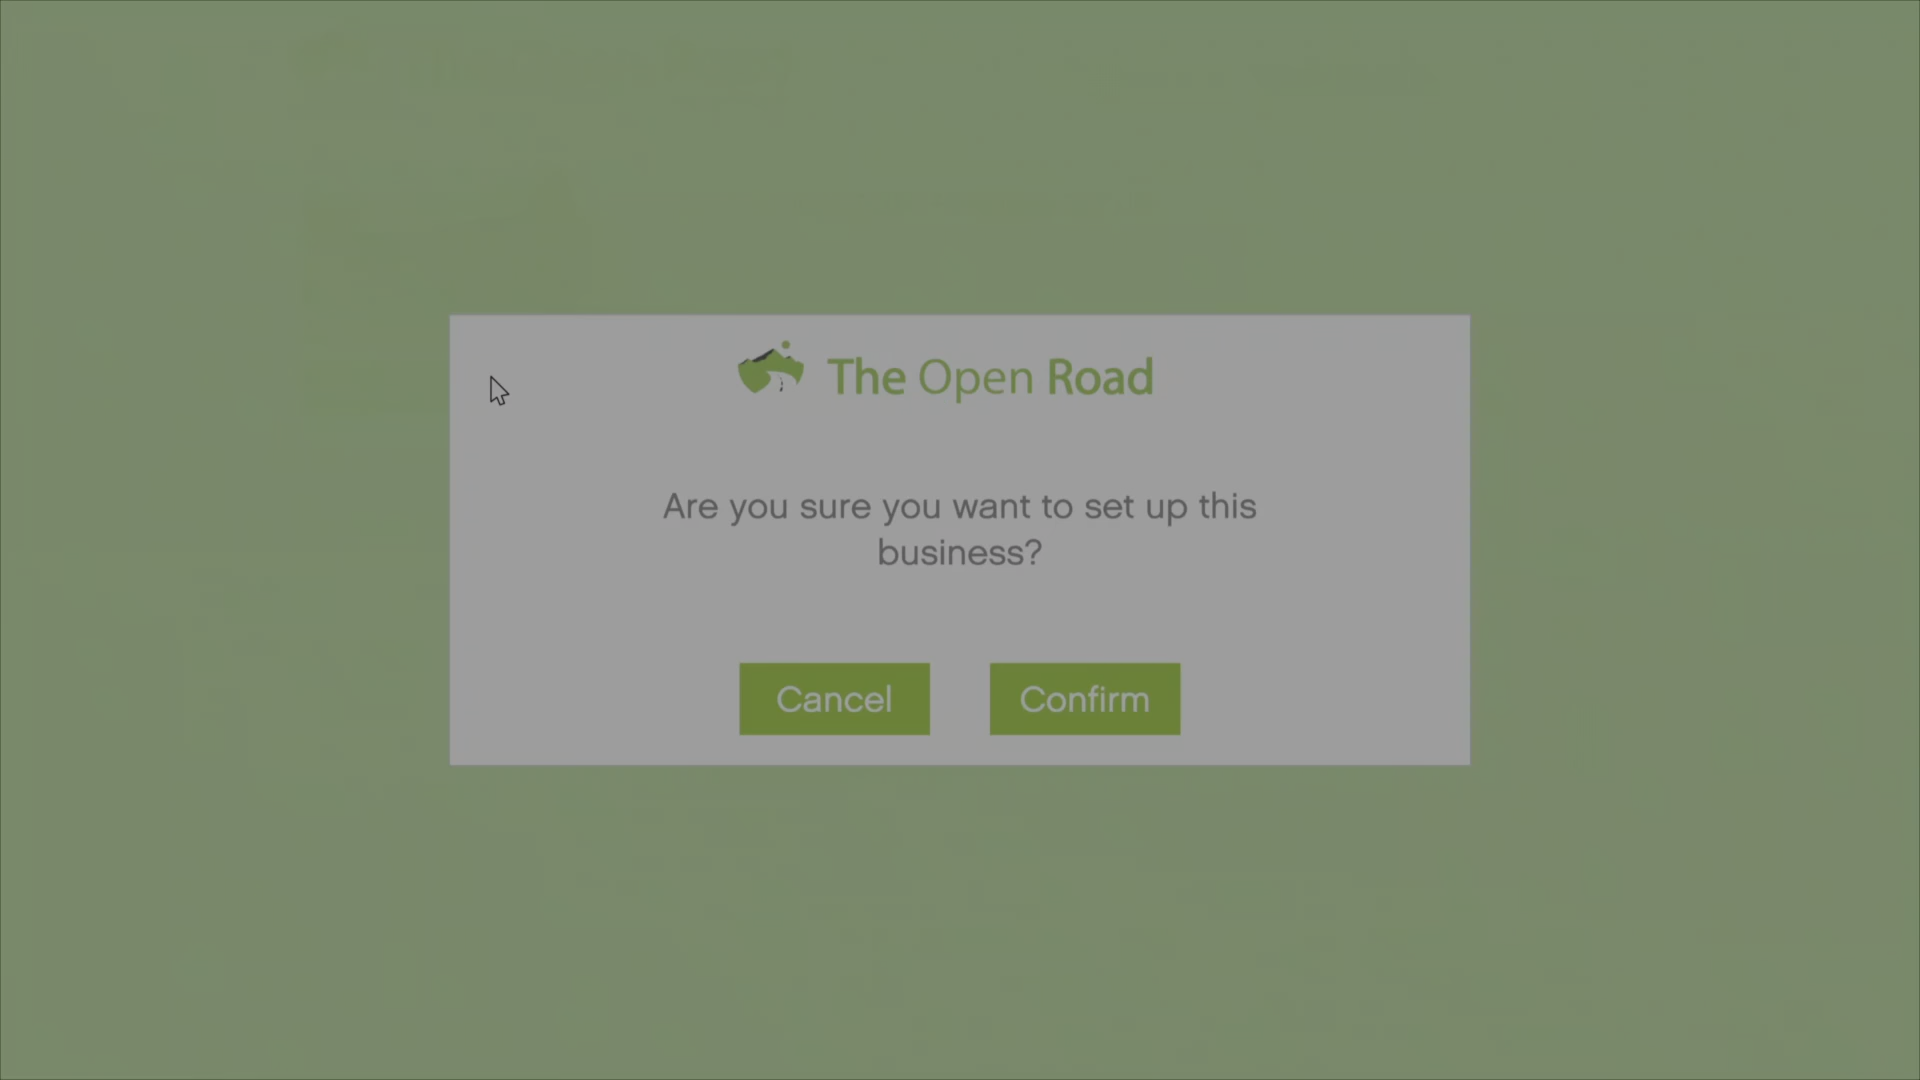 The Open Road
Are you sure you want to set up this
business?
Cancel
Confirm